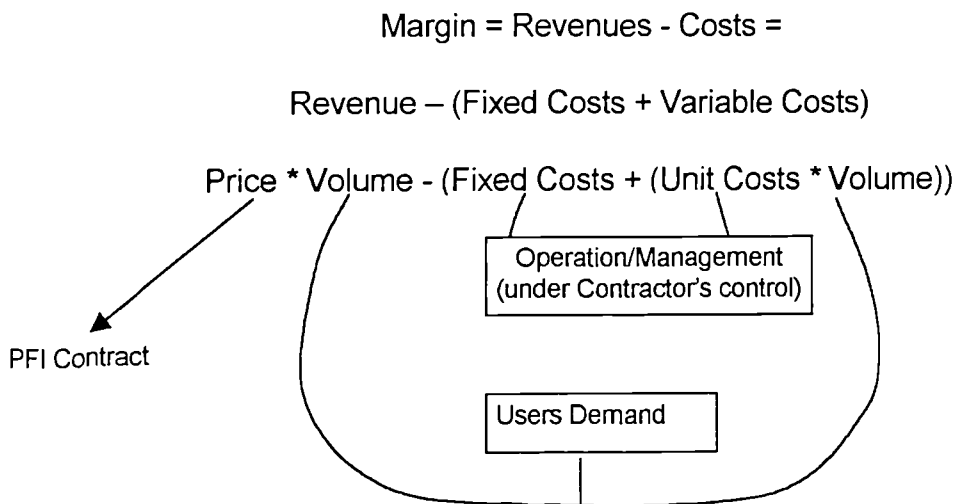 Margin = Revenues - Costs =
Revenue – (Fixed Costs + Variable Costs)
Price * Volume - (Fixed Costs + (Unit Costs * Volume))
Operation/Management
(under Contractor's control)
PFI Contract
Users Demand